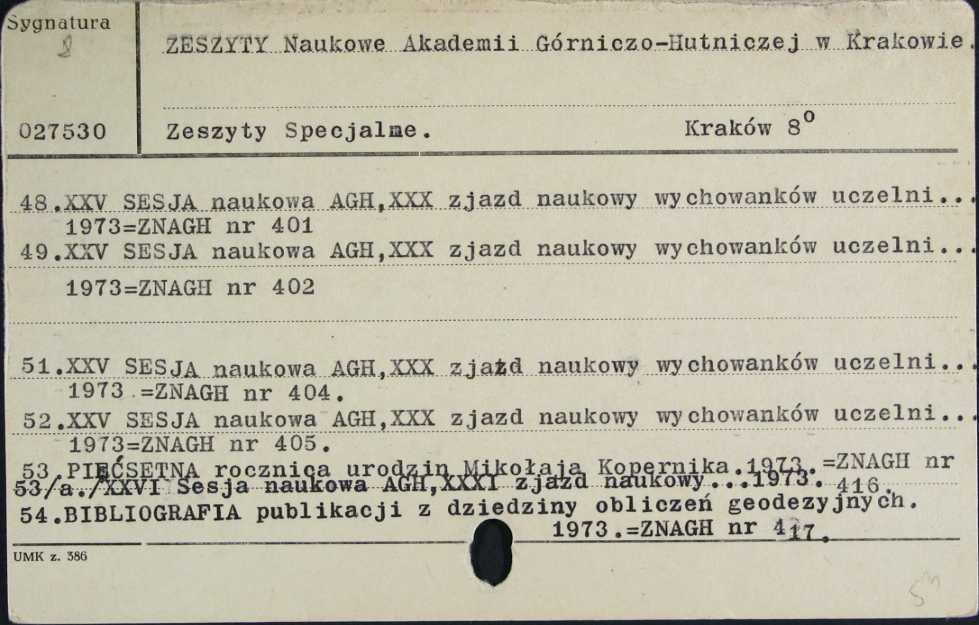 Sygnatura
ZESZYTY Naukowe Akademii Górniczo-Hutniczej w Krakowie.
027530 Zeszyty Specjalne. Kraków 8⁰
48.XXV SESJA naukowa AGH,XXX zjazd naukowy wychowanków uczelni...
1973=ZNAGH nr 401
49.XXV SESJA naukowa AGH,XXX zjazd naukowy wychowanków uczelni...
1973=ZNAGH nr 402
51.XXV SESJA naukowa AGH,XXX zjazd naukowy wychowanków uczelni...
1973.=ZNAGH nr 404.
52.XXV SESJA naukowa AGH,XXX zjazd naukowy wychowanków uczelni...
1973=ZNAGH nr 405.
53.PIĘĆSETNA rocznica urodzin Mikołaja Kopernika.1973.=ZNAGH nr
416.
53/a./XXVI Sesja naukowa AGH,XXXI zjazd naukowy...1973.
54.BIBLIOGRAFIA publikacji z dziedziny obliczeń geodezyjnych.
1973.=ZNAGH nr 417.
UMK z. 386